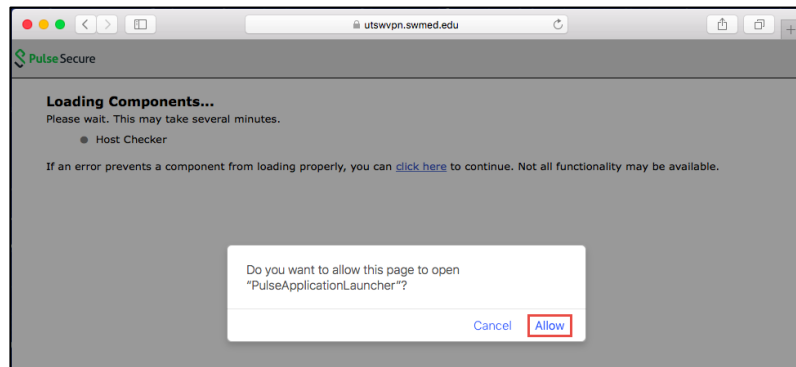 utswvpn.swmed.edu
Pulse Secure
Loading Components...
Please wait. This may take several minutes.
Host Checker
If an error prevents a component from loading properly, you can click here to continue. Not all functionality may be available.
Do you want to allow this page to open
“PulseApplicationLauncher”?
Cancel Allow